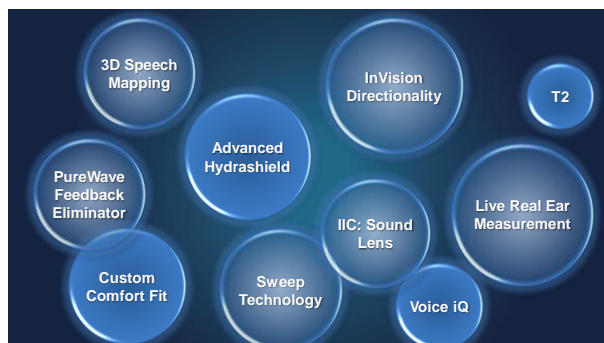 3D Speech
Mapping
InVision
Directionality
T2
Advanced
Hydrashield
PureWave
Feedback
Eliminator
Live Real Ear
Measurement
IIC: Sound
Lens
Custom
Comfort Fit
Sweep
Technology
Voice iQ